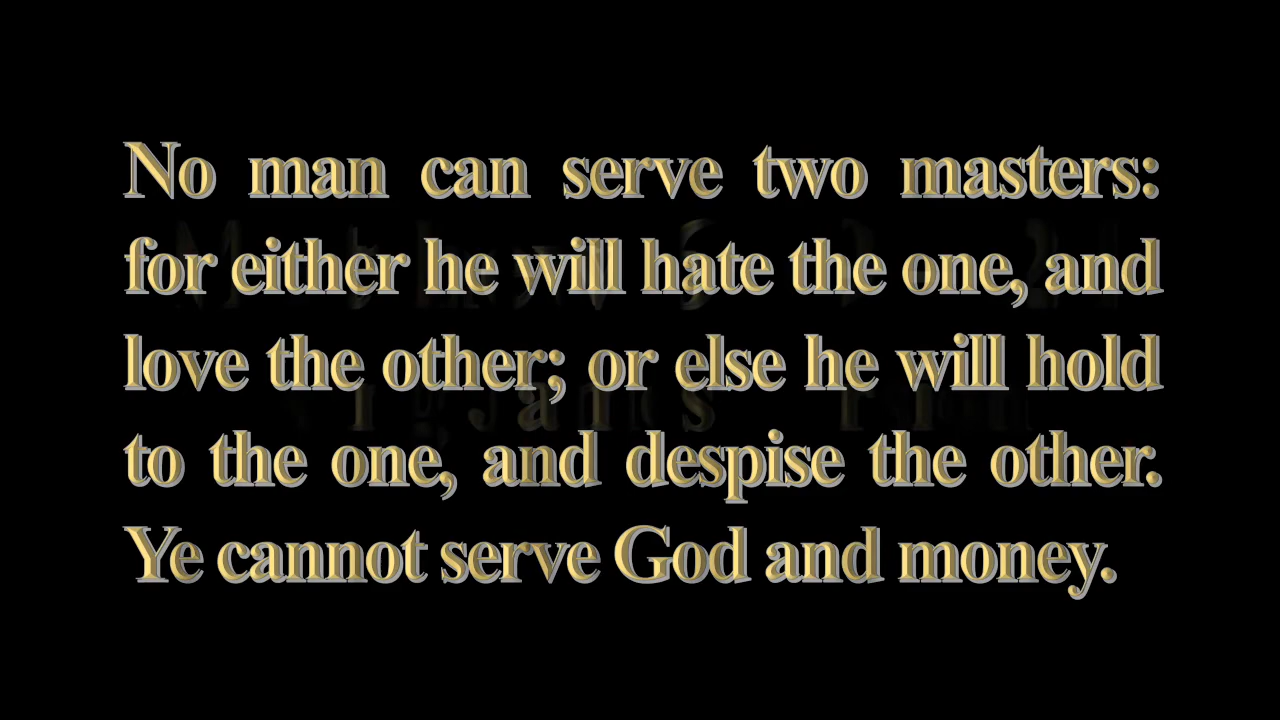 No man can serve two masters:
for either he will hate the one, and
love the other; or else he will hold
to the one, and despise the other.
Ye cannot serve God and money.